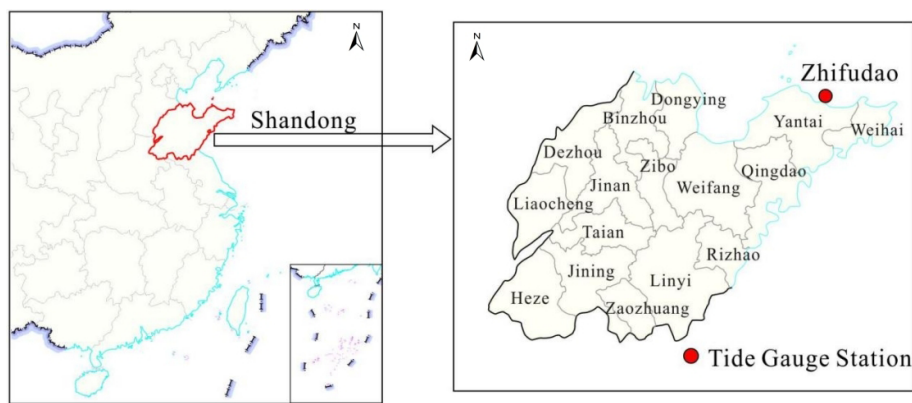 N
Shandong
N
Zhifudao
Dongying
Binzhou
Yantai
Weihai
Dezhou
Zibo
Qingdao
Jinan
Weifang
Liaocheng
Taian
Rizhao
Jining
Linyi
Heze
Zaozhuang
Tide Gauge Station